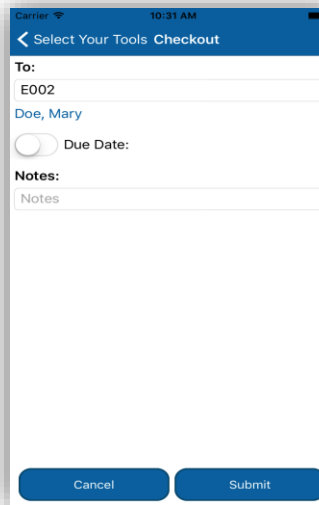 Carrier 10:31 AM
Select Your Tools Checkout
To:
E002
Doe, Mary
Due Date:
Notes:
Notes
Cancel Submit